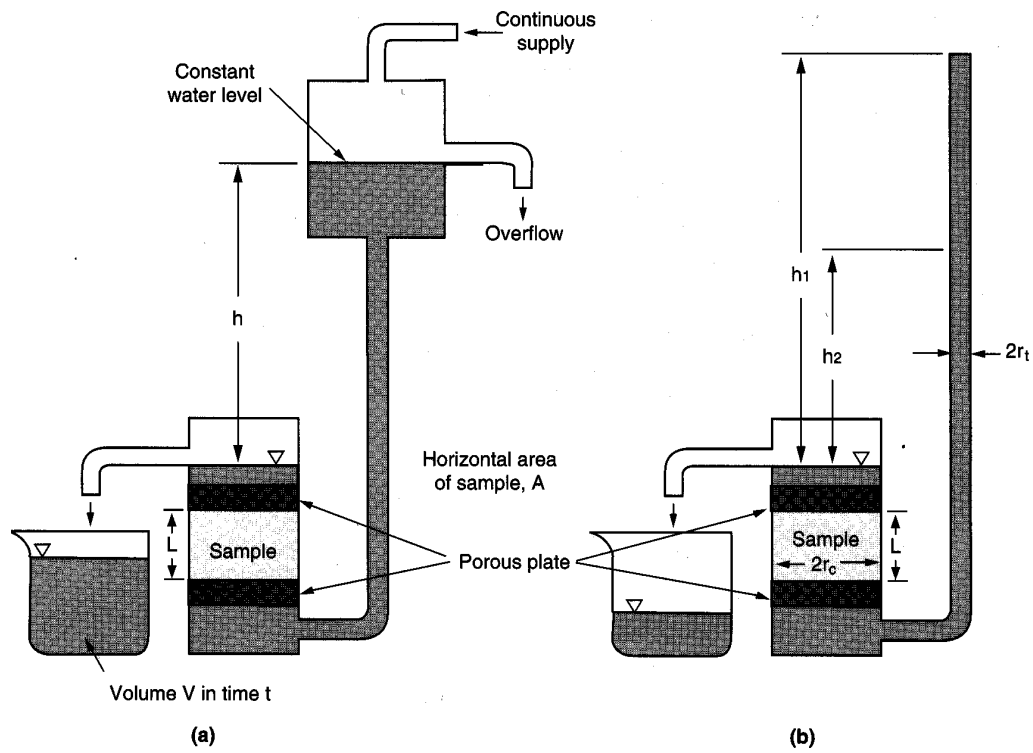 Continuous
supply
Constant
water level
Overflow
h
Horizontal area
of sample, A
L
Sample
Porous plate
Volume V in time t
(a)
h1
h2
2rt
Sample
2rc
L
(b)